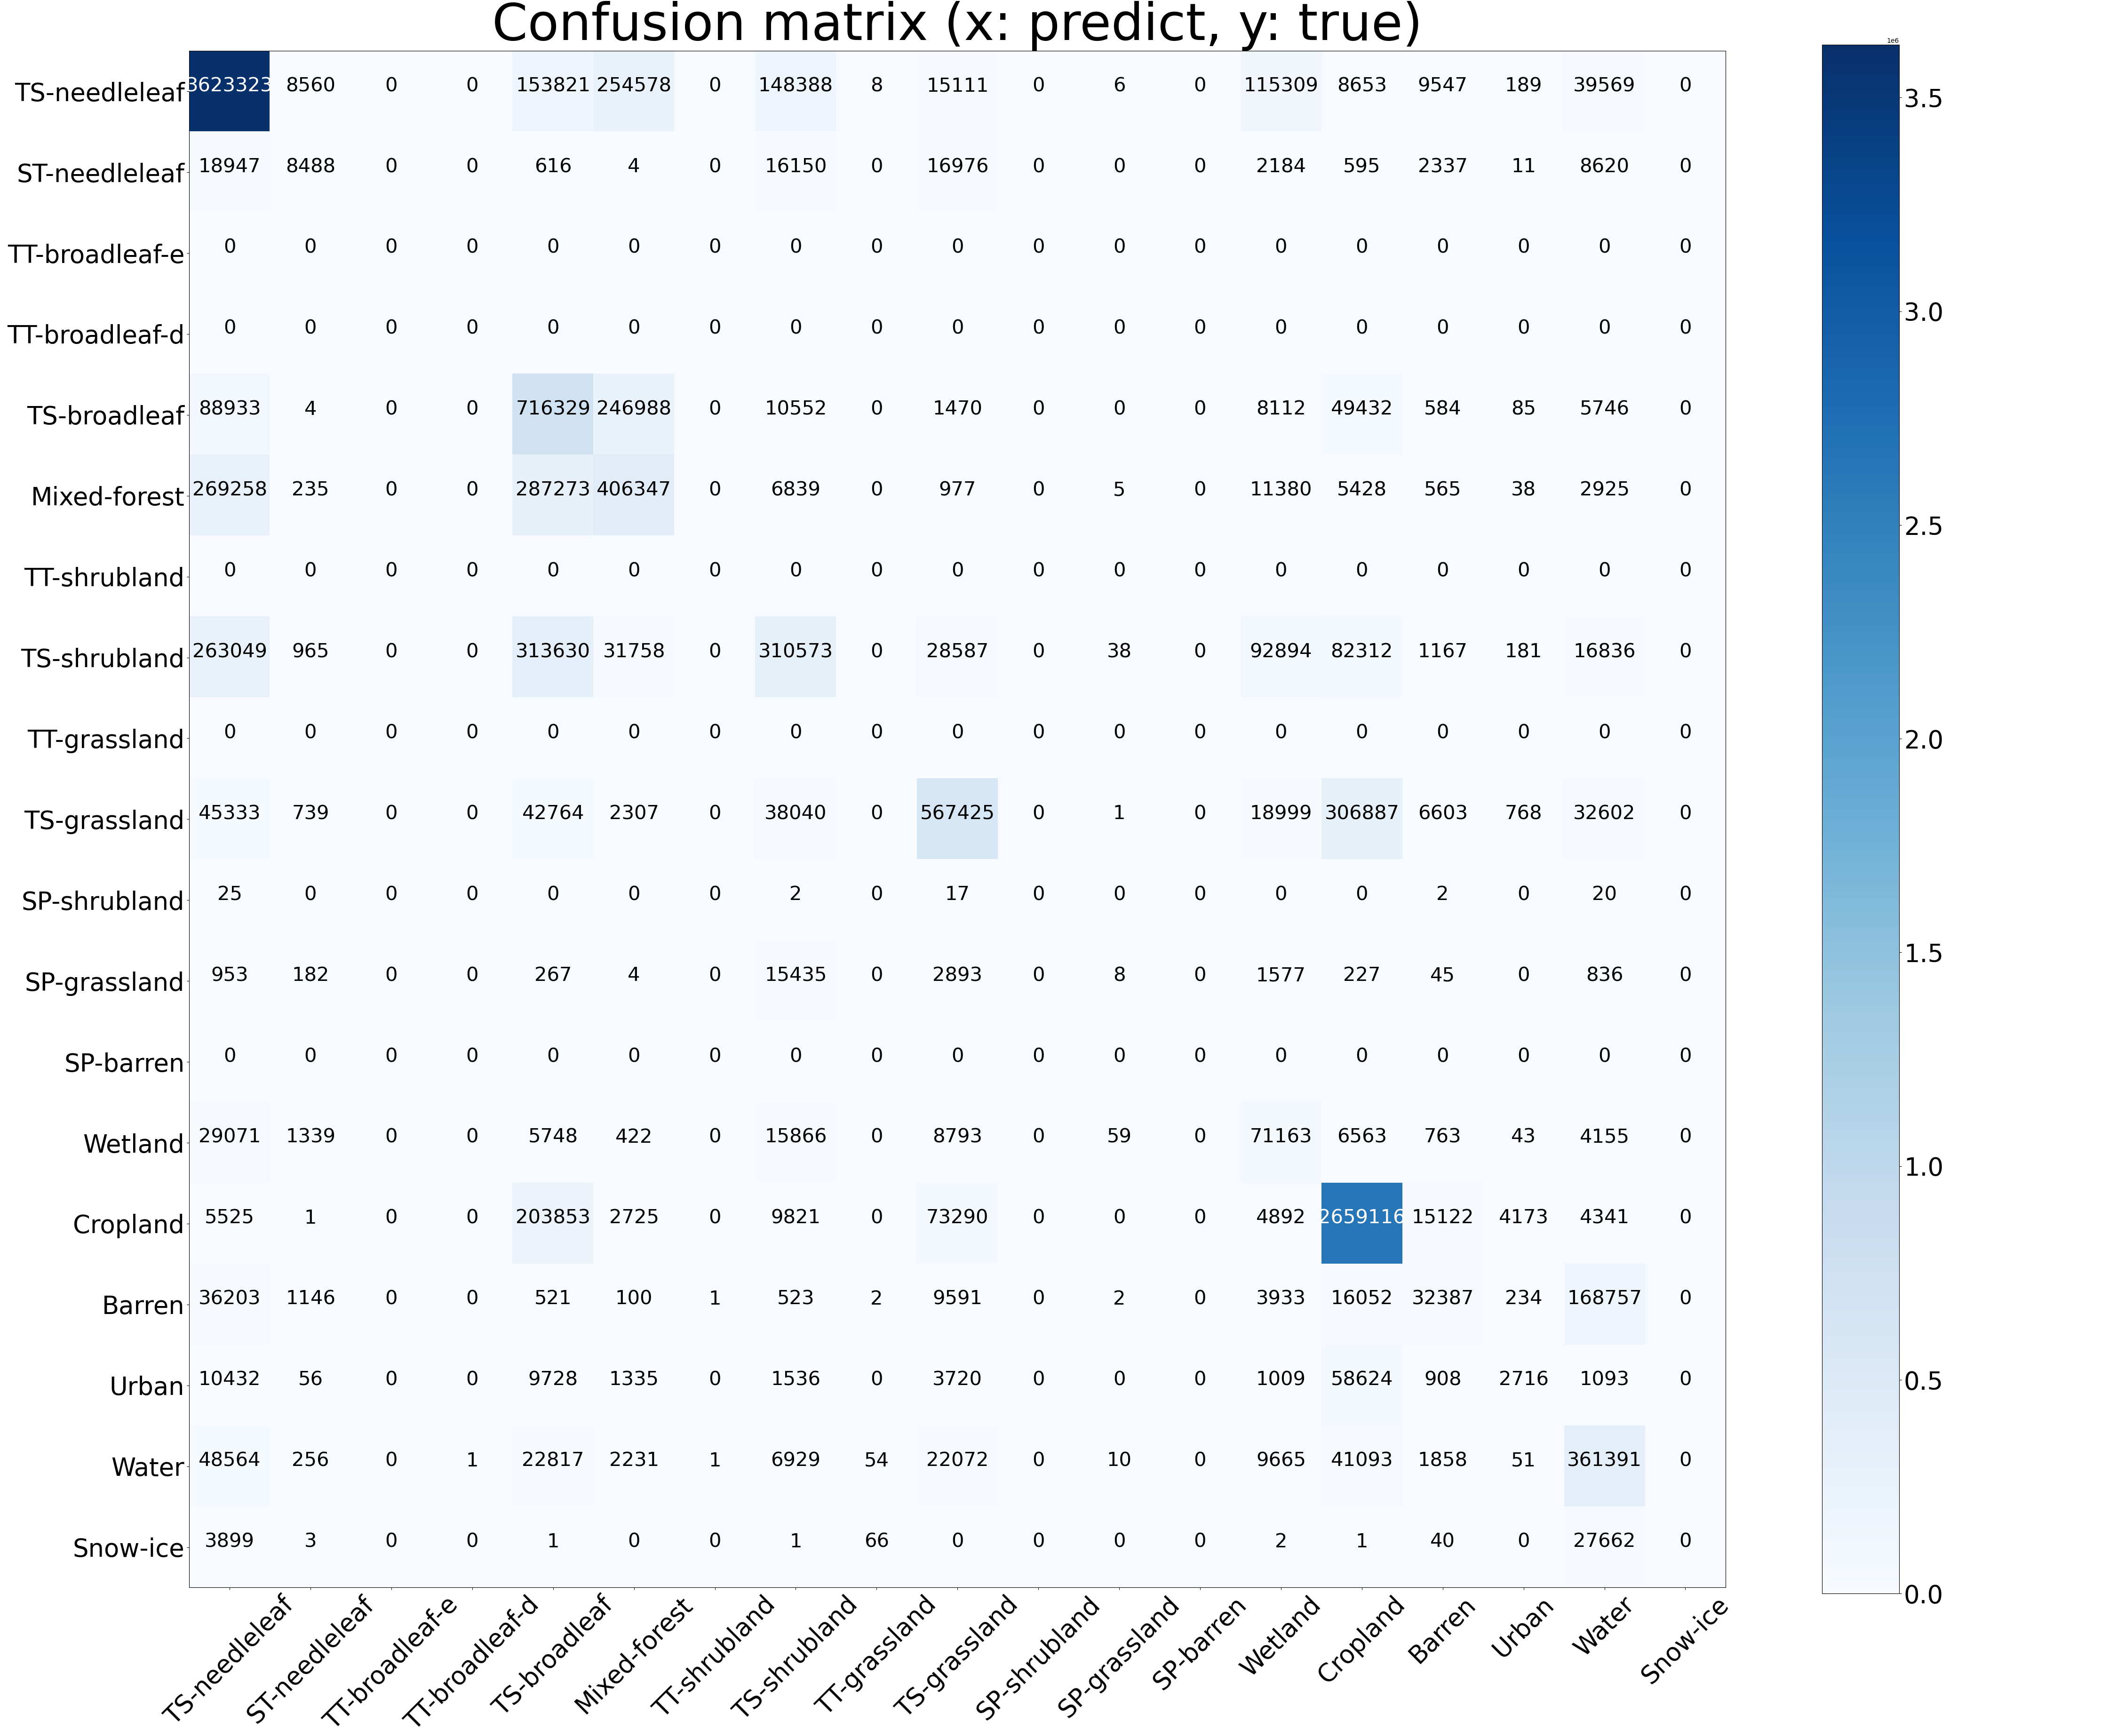 Confusion matrix (x: predict, y: true)
1e6
TS-needleleaf 3623323 8560 0 0 153821 254578 0 148388 8 15111 0 6 0 115309 8653 9547 189 39569 0
ST-needleleaf 18947 8488 0 0 616 4 0 16150 0 16976 0 0 0 2184 595 2337 11 8620 0
TT-broadleaf-e 0 0 0 0 0 0 0 0 0 0 0 0 0 0 0 0 0 0 0
TT-broadleaf-d 0 0 0 0 0 0 0 0 0 0 0 0 0 0 0 0 0 0 0
TS-broadleaf 88933 4 0 0 716329 246988 0 10552 0 1470 0 0 0 8112 49432 584 85 5746 0
Mixed-forest 269258 235 0 0 287273 406347 0 6839 0 977 0 5 0 11380 5428 565 38 2925 0
TT-shrubland 0 0 0 0 0 0 0 0 0 0 0 0 0 0 0 0 0 0 0
TS-shrubland 263049 965 0 0 313630 31758 0 310573 0 28587 0 38 0 92894 82312 1167 181 16836 0
TT-grassland 0 0 0 0 0 0 0 0 0 0 0 0 0 0 0 0 0 0 0
TS-grassland 45333 739 0 0 42764 2307 0 38040 0 567425 0 1 0 18999 306887 6603 768 32602 0
SP-shrubland 25 0 0 0 0 0 0 2 0 17 0 0 0 0 0 2 0 20 0
SP-grassland 953 182 0 0 267 4 0 15435 0 2893 0 8 0 1577 227 45 0 836 0
SP-barren 0 0 0 0 0 0 0 0 0 0 0 0 0 0 0 0 0 0 0
Wetland 29071 1339 0 0 5748 422 0 15866 0 8793 0 59 0 71163 6563 763 43 4155 0
Cropland 5525 1 0 0 203853 2725 0 9821 0 73290 0 0 0 4892 2659116 15122 4173 4341 0
Barren 36203 1146 0 0 521 100 1 523 2 9591 0 2 0 3933 16052 32387 234 168757 0
Urban 10432 56 0 0 9728 1335 0 1536 0 3720 0 0 0 1009 58624 908 2716 1093 0
Water 48564 256 0 1 22817 2231 1 6929 54 22072 0 10 0 9665 41093 1858 51 361391 0
Snow-ice 3899 3 0 0 1 0 0 1 66 0 0 0 0 2 1 40 0 27662 0
TS-needleleaf ST-needleleaf TT-broadleaf-e TT-broadleaf-d TS-broadleaf Mixed-forest TT-shrubland TS-shrubland TT-grassland TS-grassland SP-shrubland SP-grassland SP-barren Wetland Cropland Barren Urban Water Snow-ice
3.5
3.0
2.5
2.0
1.5
1.0
0.5
0.0